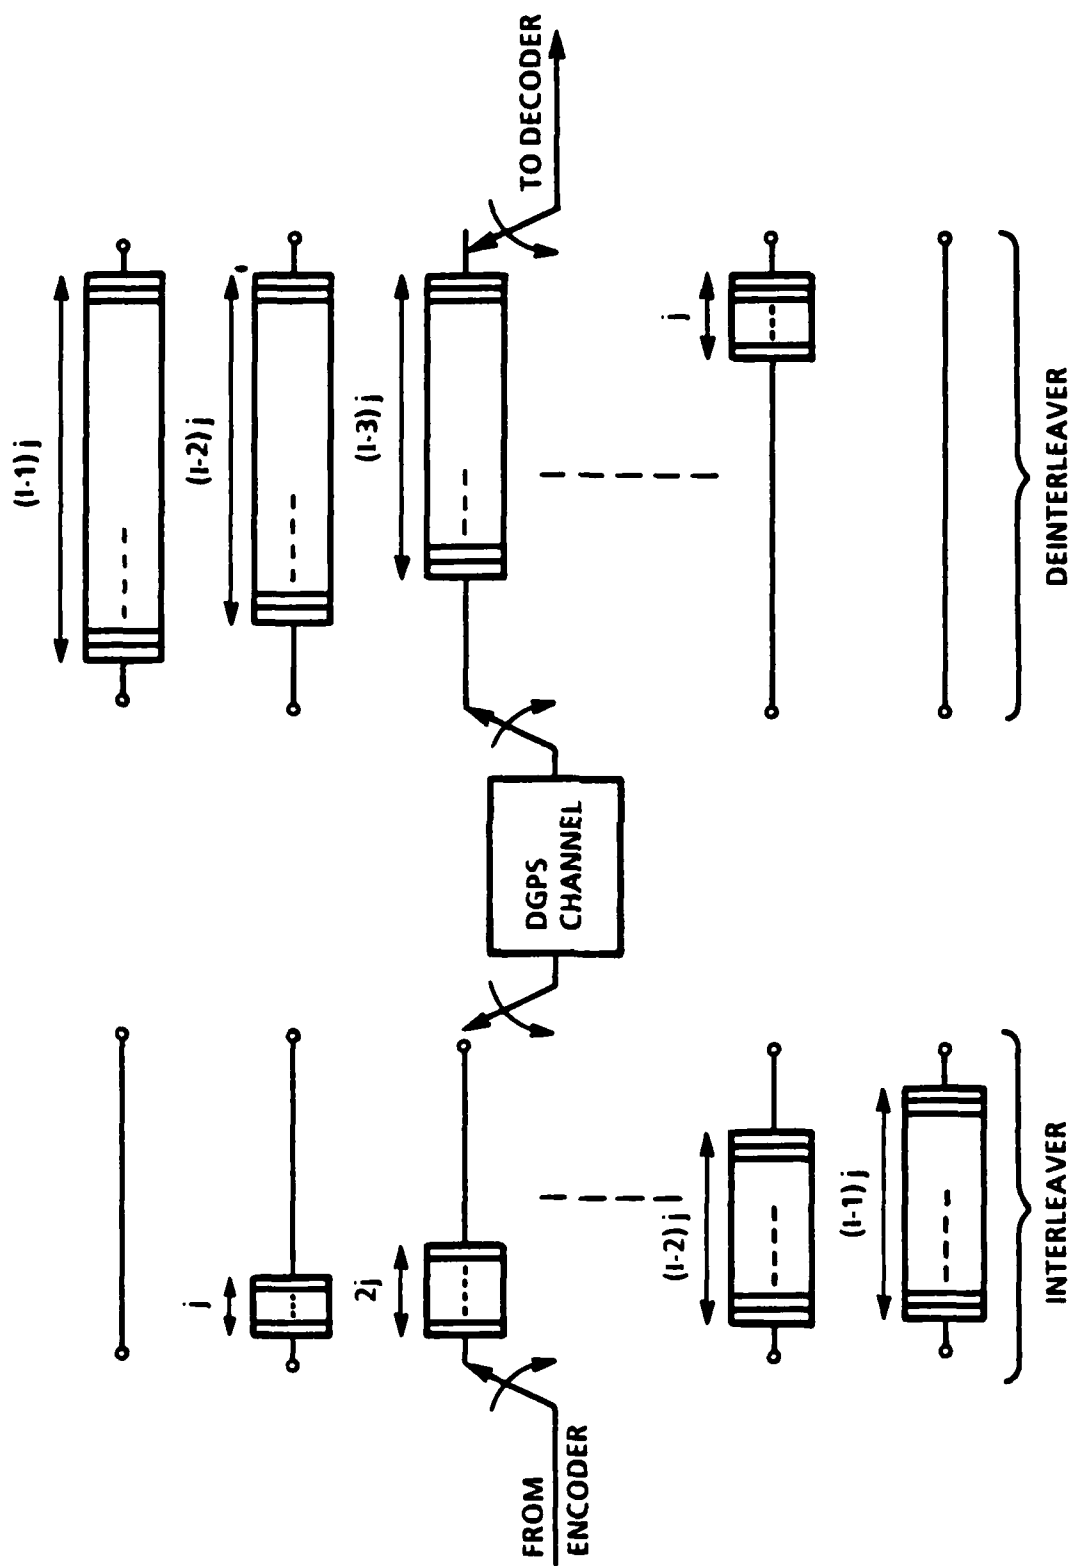 FROM
ENCODER
j
2j
(I-2) j
(I-1) j
INTERLEAVER
DGPS
CHANNEL
(I-1) j
(I-2) j
(I-3) j
j
TO DECODER
DEINTERLEAVER